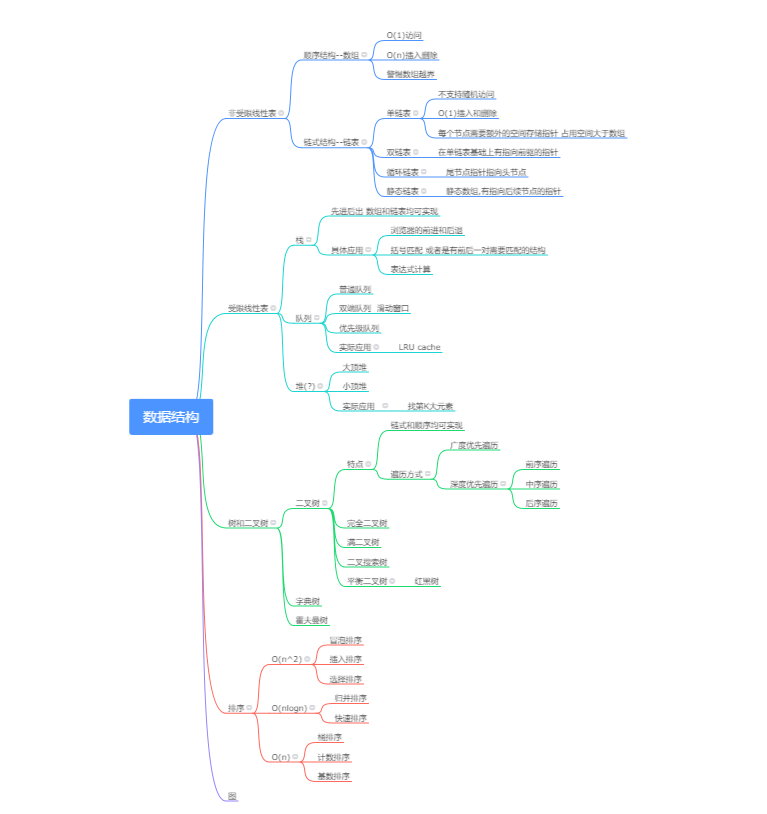 数据结构
非受限线性表
顺序结构--数组
O(1)访问
O(n)插入删除
警惕数组越界
链式结构--链表
单链表
不支持随机访问
O(1)插入和删除
每个节点需要额外的空间存储指针 占用空间大于数组
双链表
在单链表基础上有指向前驱的指针
循环链表
尾节点指针指向头节点
静态链表
静态数组,有指向后续节点的指针
受限线性表
栈
先进后出 数组和链表均可实现
具体应用
浏览器的前进和后退
括号匹配 或者是有前后一对需要匹配的结构
表达式计算
队列
普通队列
双端队列 滑动窗口
优先级队列
实际应用
LRU cache
堆(?)
大顶堆
小顶堆
实际应用
找第K大元素
树和二叉树
二叉树
特点
链式和顺序均可实现
遍历方式
广度优先遍历
深度优先遍历
前序遍历
中序遍历
后序遍历
完全二叉树
满二叉树
二叉搜索树
平衡二叉树
红黑树
字典树
霍夫曼树
排序
O(n^2)
冒泡排序
插入排序
选择排序
O(nlogn)
归并排序
快速排序
O(n)
桶排序
计数排序
基数排序
图